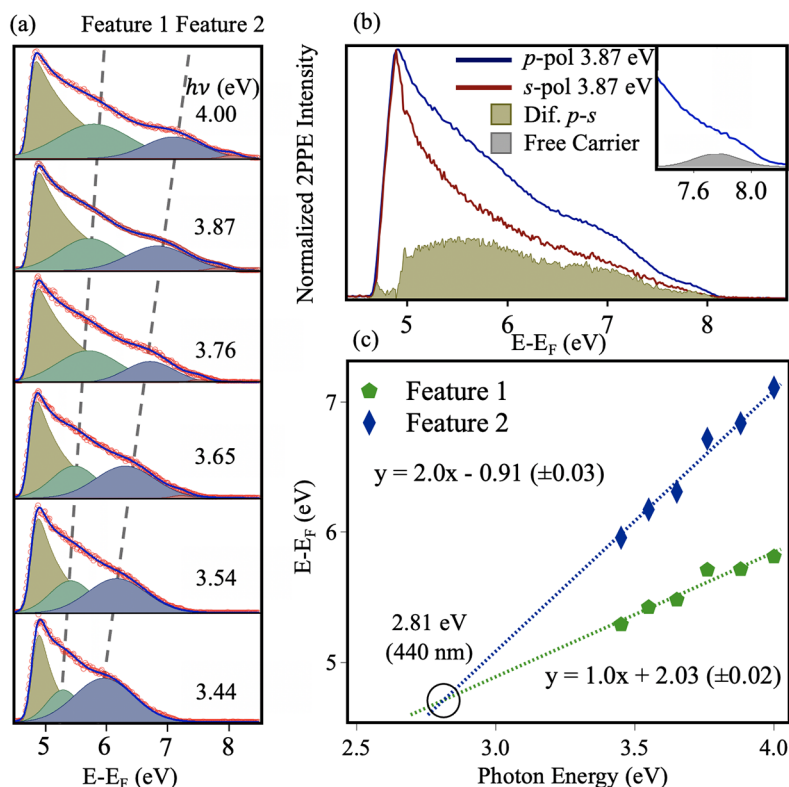 (a) Feature 1 Feature 2
hν (eV)
4.00
3.87
3.76
3.65
3.54
3.44
5 6 7 8
E-E_F (eV)
(b)
Normalized 2PPE Intensity
p-pol 3.87 eV
s-pol 3.87 eV
Dif. p-s
Free Carrier
7.6 8.0
5 6 7 8
E-E_F (eV)
(c)
Feature 1
Feature 2
y = 2.0x - 0.91 (±0.03)
2.81 eV
(440 nm)
y = 1.0x + 2.03 (±0.02)
E-E_F (eV)
7
6
5
2.5 3.0 3.5 4.0
Photon Energy (eV)